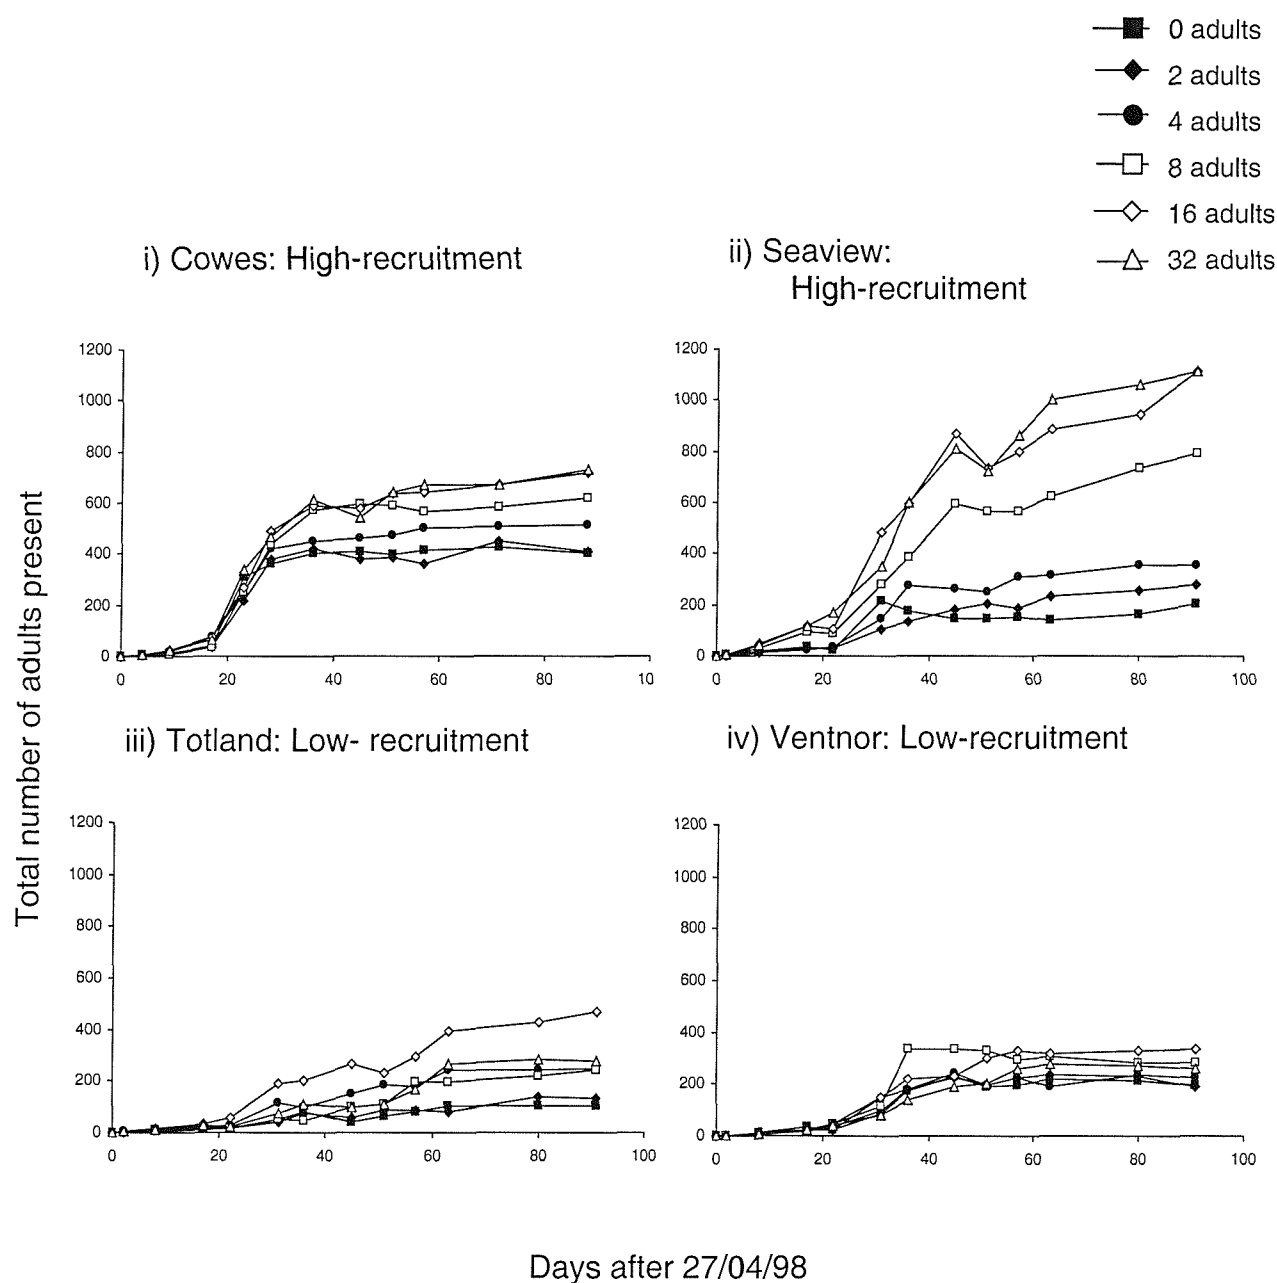 0 adults
2 adults
4 adults
8 adults
16 adults
32 adults
i) Cowes: High-recruitment
ii) Seaview:
High-recruitment
1200
1000
800
600
400
200
0
0 20 40 60 80 10
1200
1000
800
600
400
200
0
0 20 40 60 80 100
Total number of adults present
iii) Totland: Low- recruitment
iv) Ventnor: Low-recruitment
1200
1000
800
600
400
200
0
0 20 40 60 80 100
1200
1000
800
600
400
200
0
0 20 40 60 80 100
Days after 27/04/98